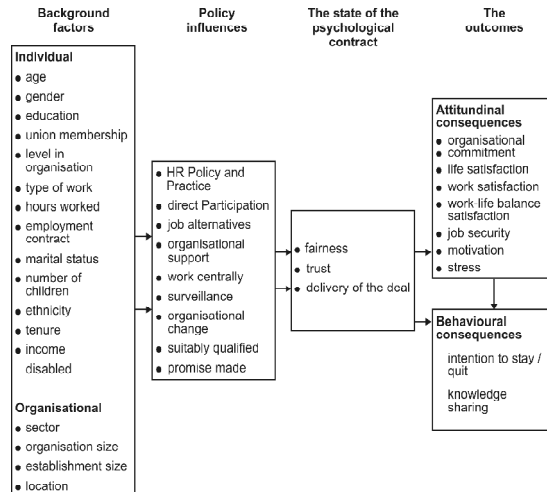 Background
factors
Policy
influences
The state of the
psychological
contract
The
outcomes
Individual
age
gender
education
union membership
level in
organisation
type of work
hours worked
employment
contract
marital status
number of
children
ethnicity
tenure
income
disabled
Organisational
sector
organisation size
establishment size
location
HR Policy and
Practice
direct Participation
job alternatives
organisational
support
work centrally
surveillance
organisational
change
suitably qualified
promise made
fairness
trust
delivery of the deal
Attitundinal
consequences
organisational
commitment
life satisfaction
work satisfaction
work-life balance
satisfaction
job security
motivation
stress
Behavioural
consequences
intention to stay /
quit
knowledge
sharing